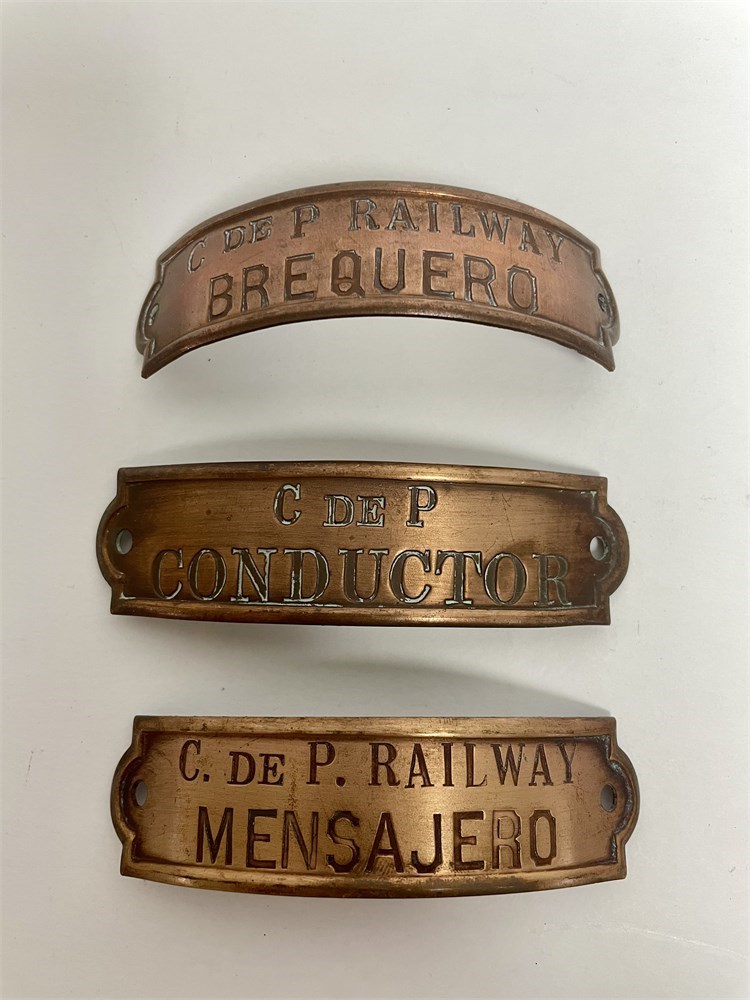 C DE P RAILWAY
BREQUERO
C DE P
CONDUCTOR
C. DE P. RAILWAY
MENSAJERO